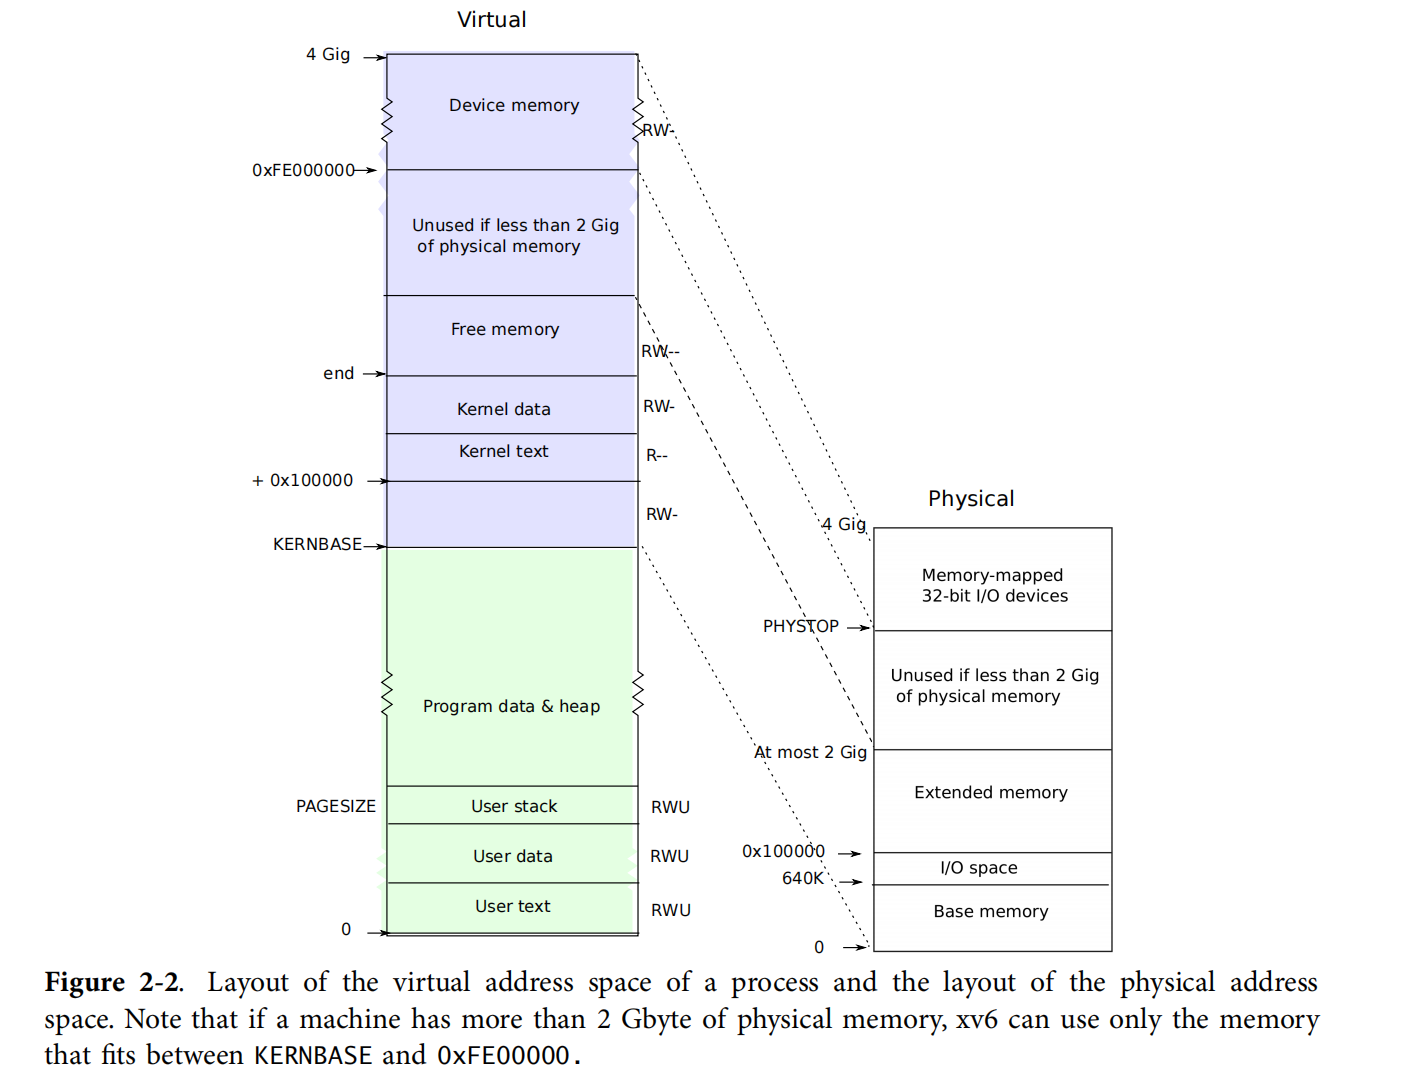 Virtual
4 Gig
Device memory
RW-
0xFE000000
Unused if less than 2 Gig
of physical memory
Free memory
RW--
end
Kernel data
RW-
Kernel text
R--
+ 0x100000
RW-
KERNBASE
Program data & heap
PAGESIZE
User stack
RWU
User data
RWU
User text
RWU
0
Physical
4 Gig
Memory-mapped
32-bit I/O devices
PHYSTOP
Unused if less than 2 Gig
of physical memory
At most 2 Gig
Extended memory
0x100000
I/O space
640K
Base memory
0
Figure 2-2. Layout of the virtual address space of a process and the layout of the physical address
space. Note that if a machine has more than 2 Gbyte of physical memory, xv6 can use only the memory
that fits between KERNBASE and 0xFE00000.